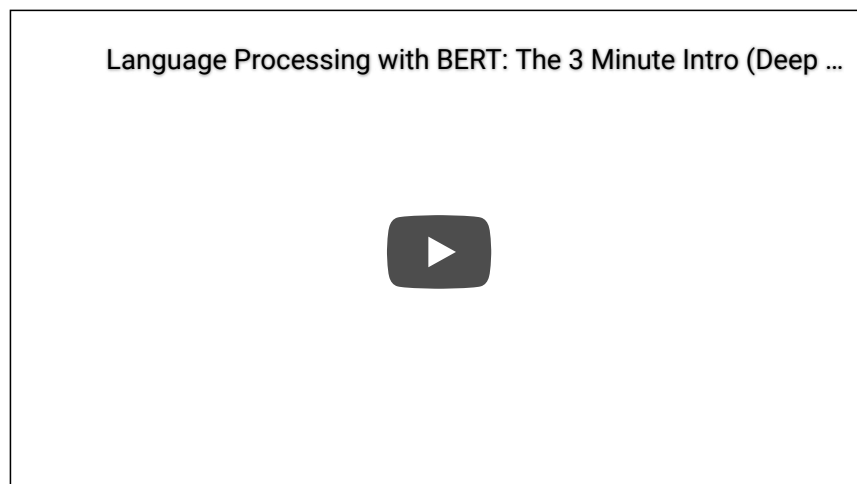 Language Processing with BERT: The 3 Minute Intro (Deep …